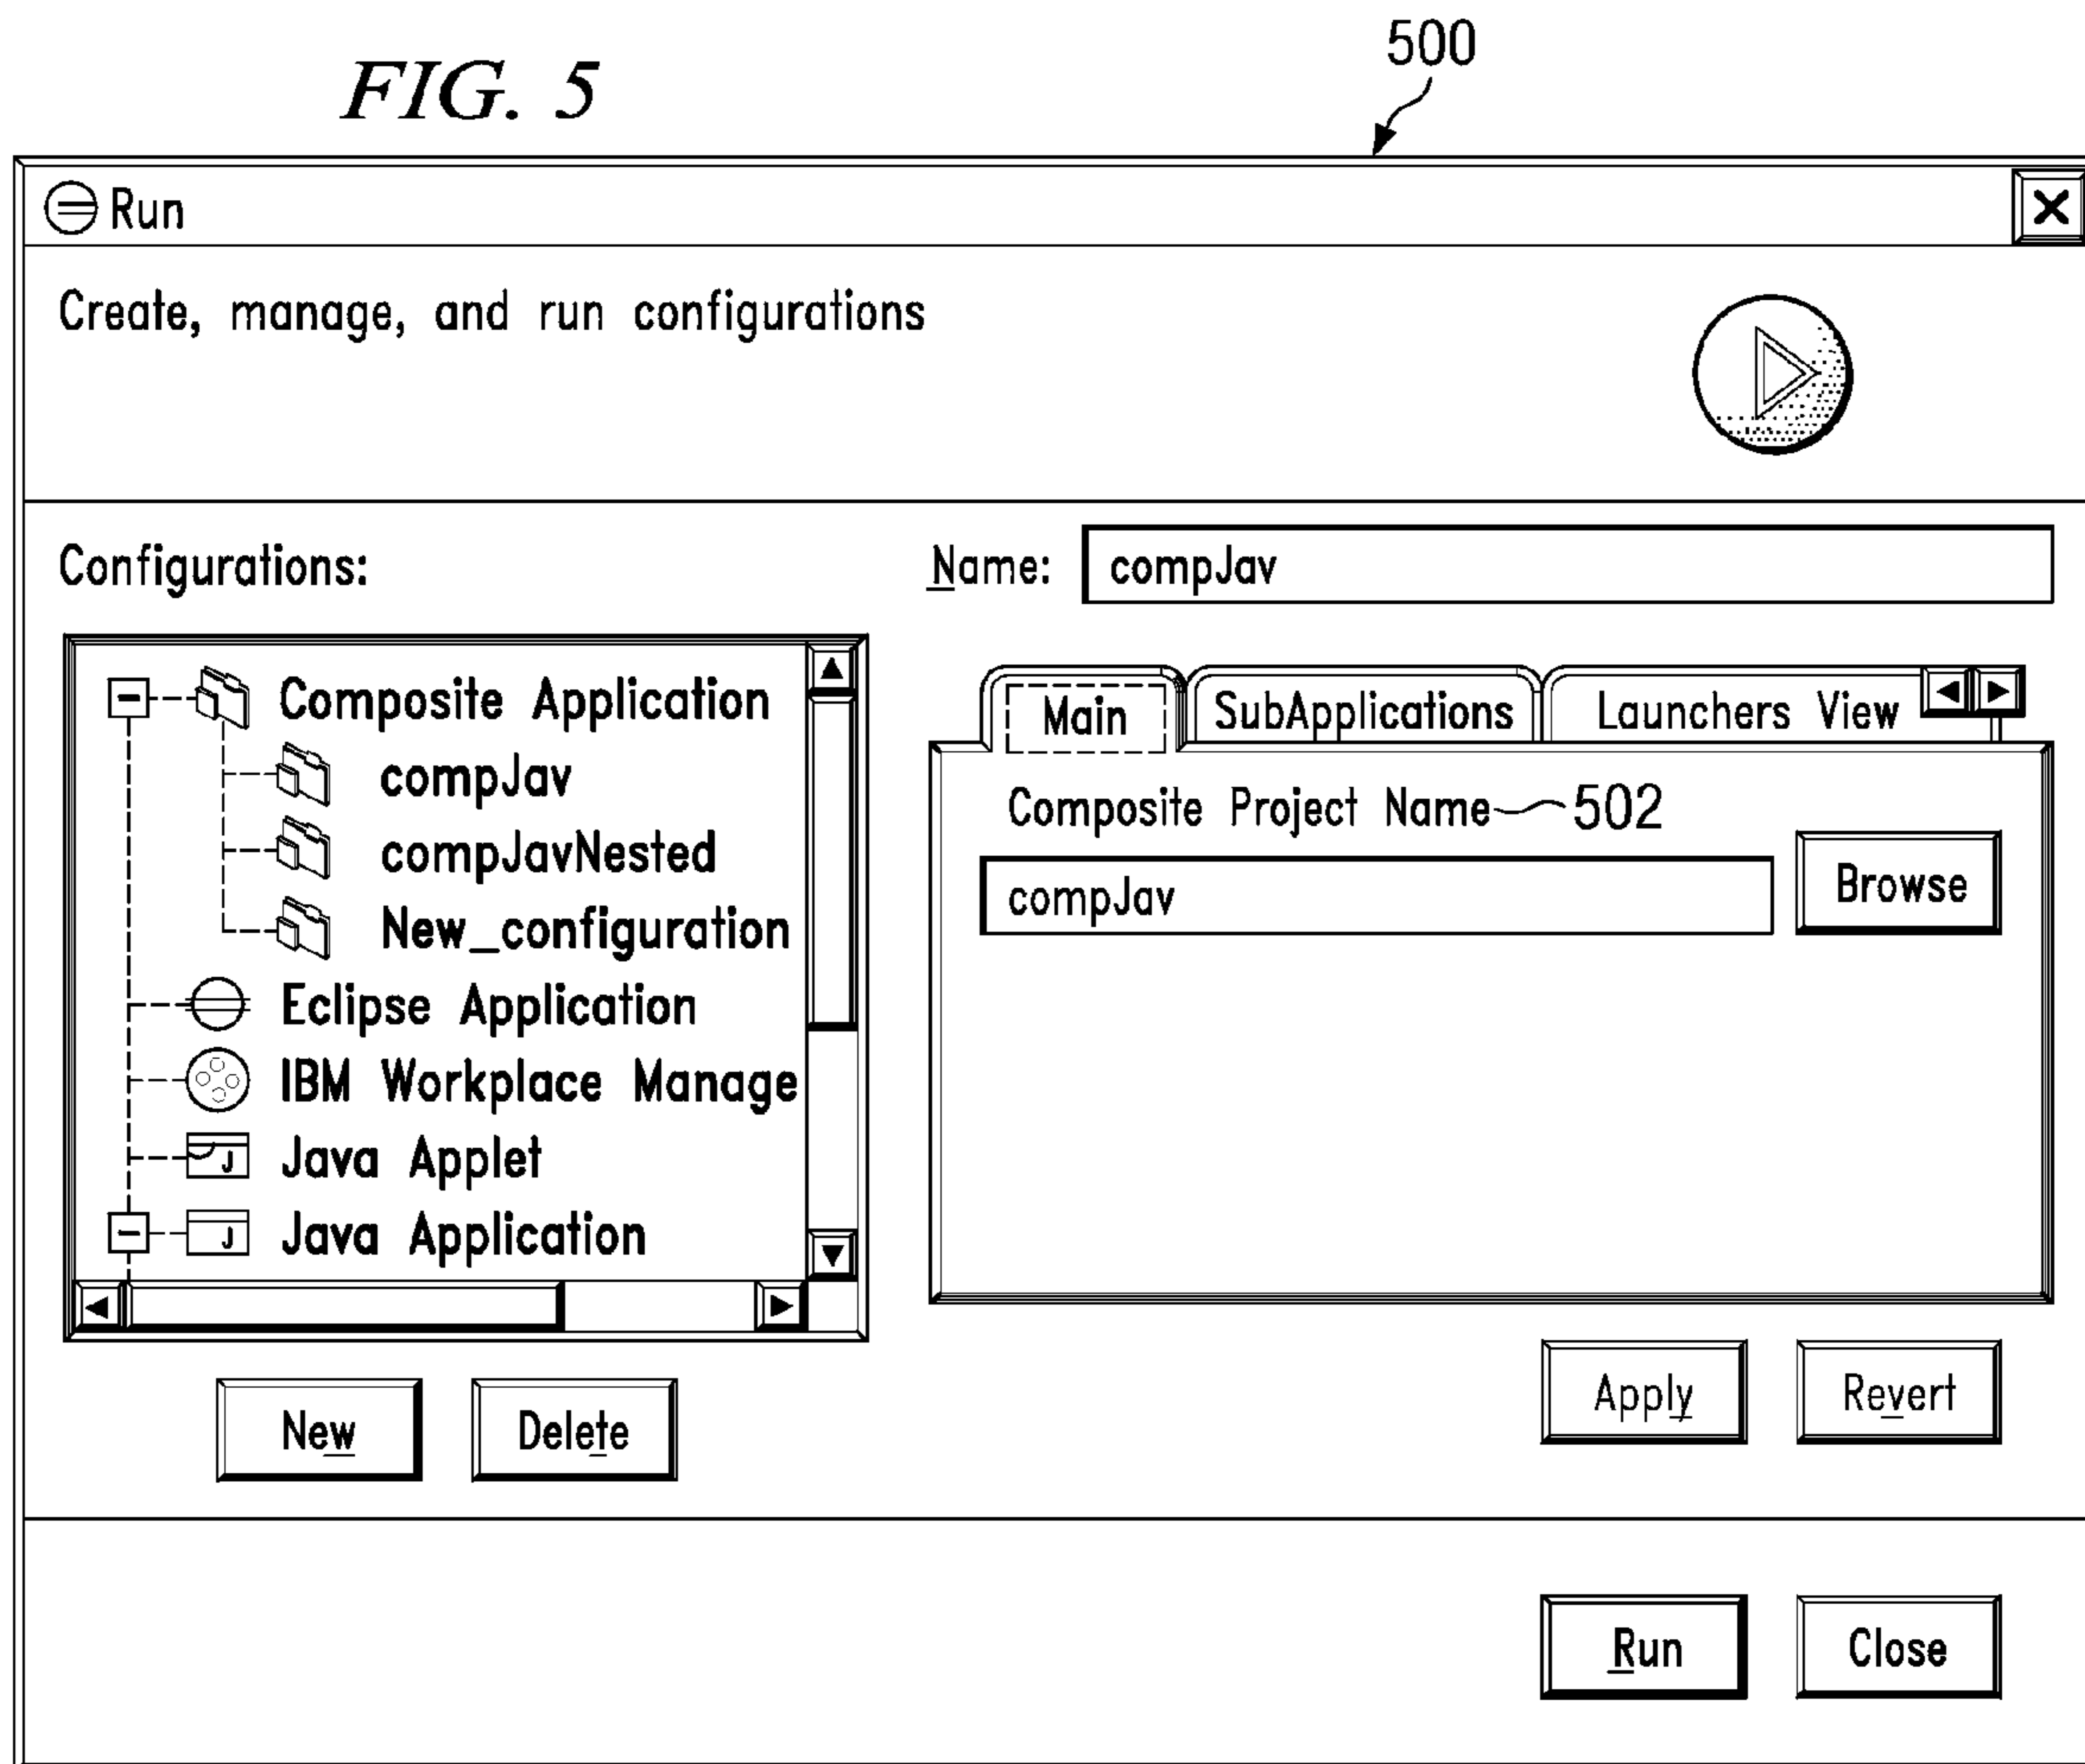 500
FIG. 5
Run
Create, manage, and run configurations
Configurations:
Name: compJav
Composite Application
compJav
compJavNested
New_configuration
Eclipse Application
IBM Workplace Manage
J Java Applet
J Java Application
New Delete
Main SubApplications Launchers View
Composite Project Name 502
compJav Browse
Apply Revert
Run Close